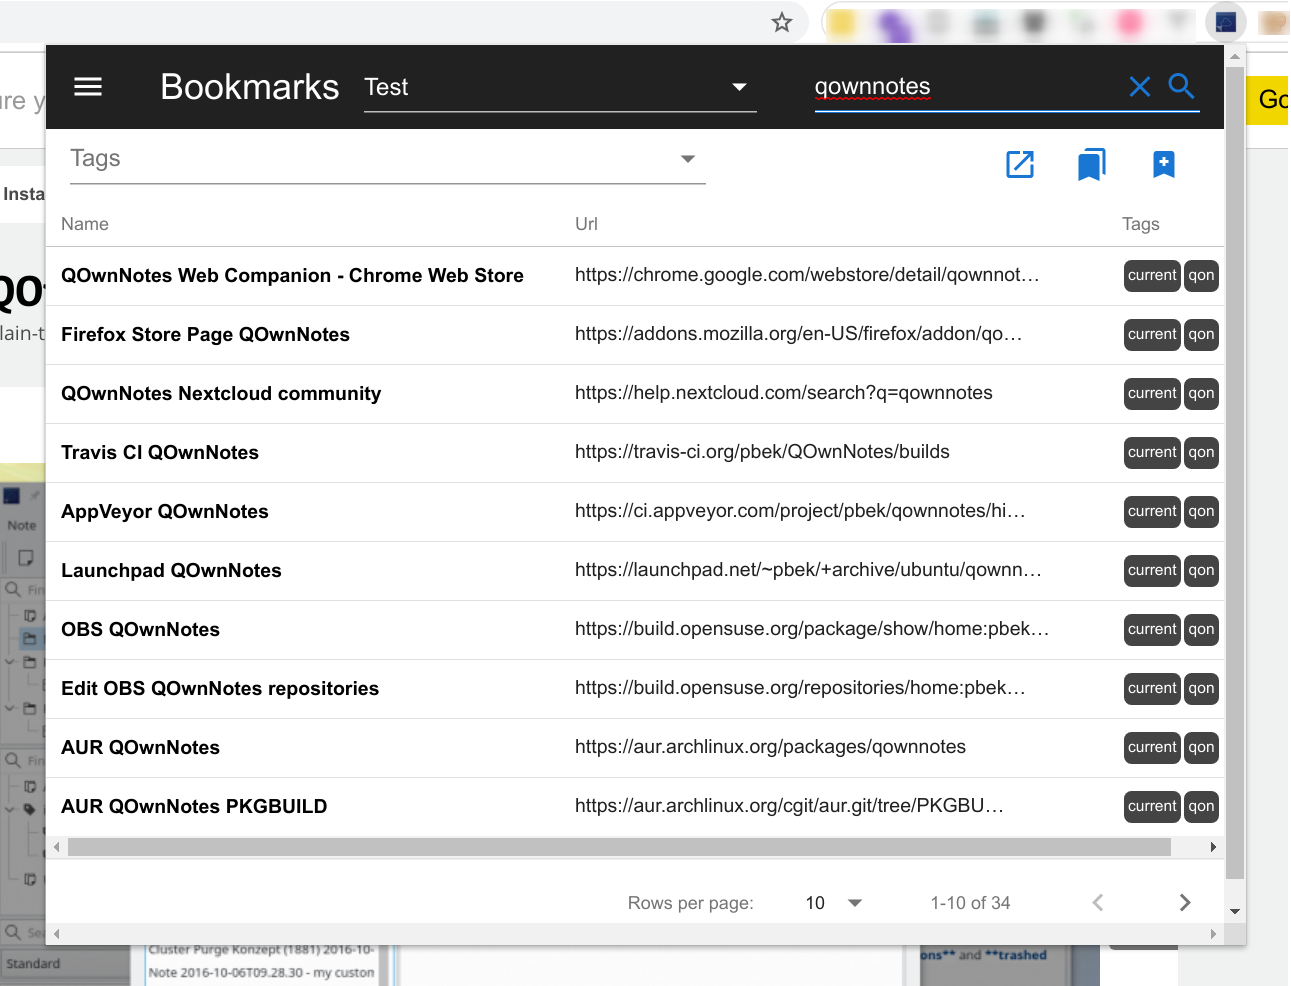 ure y
Bookmarks
Test
qownnotes
Go
Tags
Insta
Name
Url
Tags
QOwnNotes Web Companion - Chrome Web Store
https://chrome.google.com/webstore/detail/qownnot…
current qon
Firefox Store Page QOwnNotes
https://addons.mozilla.org/en-US/firefox/addon/qo…
current qon
lain-t
QOwnNotes Nextcloud community
https://help.nextcloud.com/search?q=qownnotes
current qon
Travis CI QOwnNotes
https://travis-ci.org/pbek/QOwnNotes/builds
current qon
AppVeyor QOwnNotes
https://ci.appveyor.com/project/pbek/qownnotes/hi…
current qon
Note
Launchpad QOwnNotes
https://launchpad.net/~pbek/+archive/ubuntu/qownn…
current qon
Fin
OBS QOwnNotes
https://build.opensuse.org/package/show/home:pbek…
current qon
Edit OBS QOwnNotes repositories
https://build.opensuse.org/repositories/home:pbek…
current qon
AUR QOwnNotes
https://aur.archlinux.org/packages/qownnotes
current qon
Fin
AUR QOwnNotes PKGBUILD
https://aur.archlinux.org/cgit/aur.git/tree/PKGBU…
current qon
Rows per page:
10
1-10 of 34
Sea
Standard
Cluster Purge Konzept (1881) 2016-10-
Note 2016-10-06T09.28.30 - my custom
ons** and **trashed